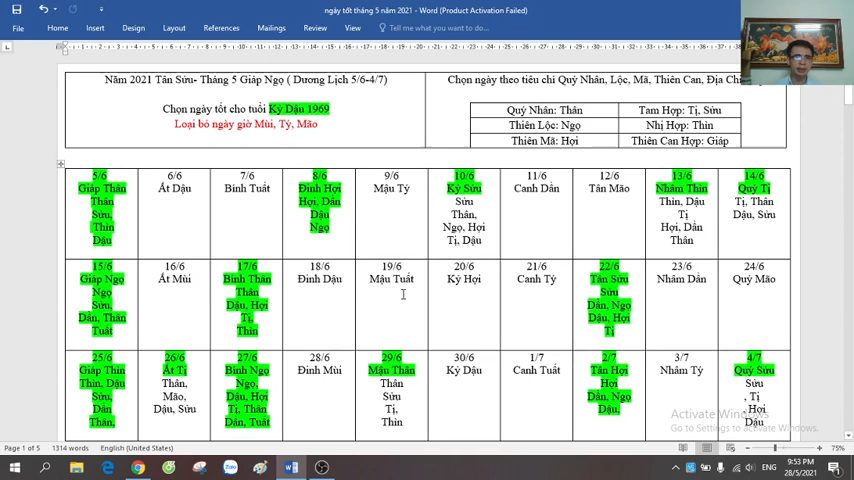 ngày tốt tháng 5 - Word (Product Activation Failed)
File Home Insert Draw Design Layout References Mailings Review View Tell me what you want to do...
Năm 2021 Tân Sửu- Tháng 5 Giáp Ngọ ( Dương Lịch 5/6-4/7)
Chọn ngày tốt cho tuổi Kỷ Dậu 1969
Loại bỏ ngày giờ Mùi, Tý, Mão
Chọn ngày theo tiêu chí Quý Nhân, Lộc, Mã, Thiên Can, Địa Chi
Quý Nhân: Thân Tam Hợp: Tị, Sửu
Thiên Lộc: Ngọ Nhị Hợp: Thìn
Thiên Mã: Hợi Thiên Can Hợp: Giáp
5/6 6/6 7/6 8/6 9/6 10/6 11/6 12/6 13/6 14/6
Giáp Thân Ất Dậu Bính Tuất Đinh Hợi Mậu Tý Kỷ Sửu Canh Dần Tân Mão Nhâm Thìn Quý Tị
Thân Hợi, Dần Sửu Thìn, Dậu Tị, Thân
Sửu, Dậu Thân, Tị Dậu, Sửu
Thìn Ngọ Ngọ, Hợi Hợi, Dần
Dậu Tị, Dậu Thân
15/6 16/6 17/6 18/6 19/6 20/6 21/6 22/6 23/6 24/6
Giáp Ngọ Ất Mùi Bính Thân Đinh Dậu Mậu Tuất Kỷ Hợi Canh Tý Tân Sửu Nhâm Dần Quý Mão
Ngọ Thân Sửu
Sửu, Dậu, Hợi Dần, Ngọ
Dần, Thân Tị, Dậu, Hợi
Tuất Thìn Tị
25/6 26/6 27/6 28/6 29/6 30/6 1/7 2/7 3/7 4/7
Giáp Thìn Ất Tị Bính Ngọ Đinh Mùi Mậu Thân Kỷ Dậu Canh Tuất Tân Hợi Nhâm Tý Quý Sửu
Thìn, Dậu Thân, Ngọ, Thân Hợi Sửu
Sửu, Mão, Dậu, Hợi Sửu Dần, Ngọ , Tị
Dần Dậu, Sửu Tị, Thân Tị, Dậu, , Hợi
Thân, Dần, Tuất Thìn Dậu
Activate Windows
Go to Settings to activate Windows.
Page 1 of 5 1314 words English (United States) 75%
Zalo
ENG
9:53 PM
28/5/2021